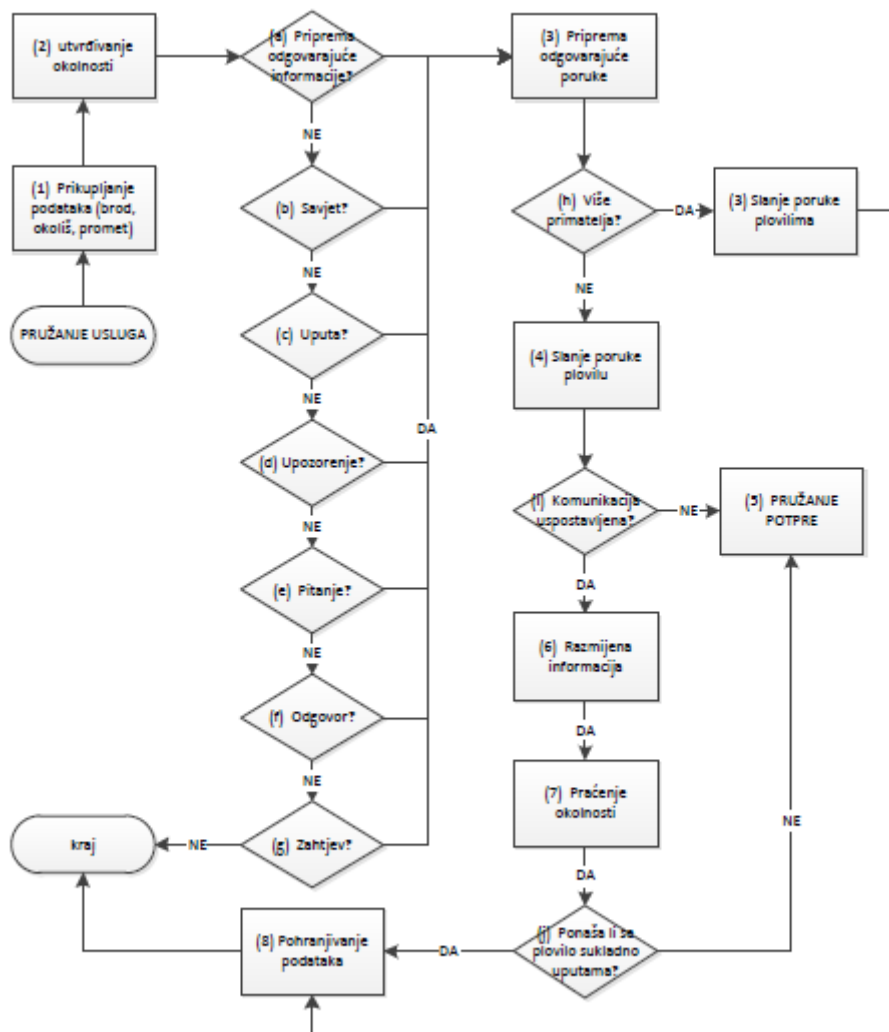 (2) utvrđivanje
okolnosti
(a) Priprema
odgovarajuće
informacije?
(3) Priprema
odgovarajuće
poruke
NE
(1) Prikupljanje
podataka (brod,
okoliš, promet)
(b) Savjet?
(h) Više
primatelja?
DA
(3) Slanje poruke
plovilima
NE
NE
PRUŽANJE USLUGA
(c) Uputa?
(4) Slanje poruke
plovilu
NE
DA
(d) Upozorenje?
(i) Komunikacija
uspostavljena?
NE
(5) PRUŽANJE
POTPRE
NE
DA
(e) Pitanje?
(6) Razmijena
informacija
NE
(f) Odgovor?
DA
NE
(7) Praćenje
okolnosti
NE
kraj
NE
(g) Zahtjev?
DA
(8) Pohranjivanje
podataka
DA
(j) Ponaša li se
plovilo sukladno
uputama?